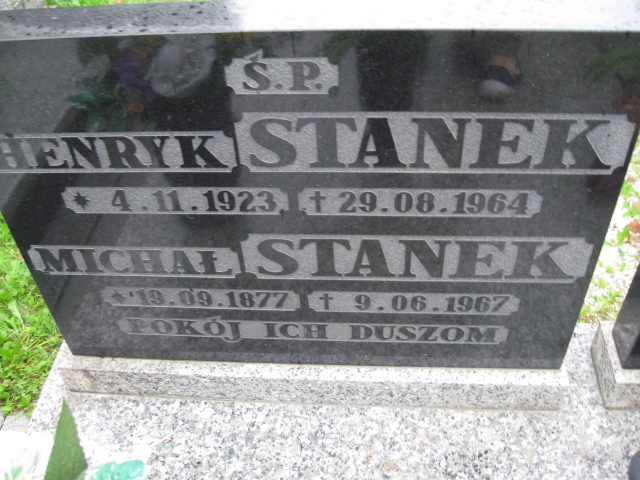 Ś.P.
HENRYK STANEK
* 4.11.1923 † 29.08.1964
MICHAŁ STANEK
* 19.09.1877 † 9.06.1967
POKÓJ ICH DUSZOM